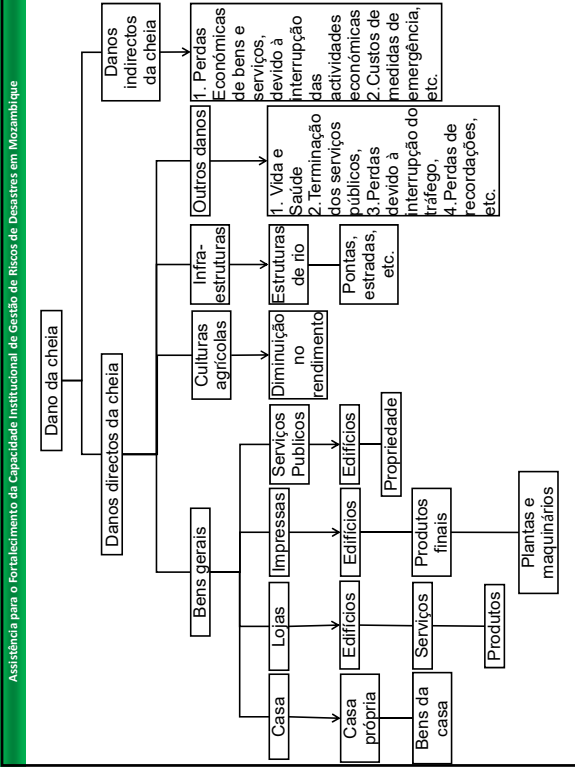 Assistência para o Fortalecimento da Capacidade Institucional de Gestão de Riscos de Desastres em Mozambique
Dano da cheia
Danos directos da cheia
Danos
indirectos
da cheia
Bens gerais
Culturas
agrícolas
Infra-
estruturas
Outros danos
1. Perdas
Económicas
de bens e
serviços,
devido à
interrupção
das
actividades
económicas
2.Custos de
medidas de
emergência,
etc.
Casa
Lojas
Impressas
Serviços
Publicos
Diminuição
no
rendimento
Estruturas
de rio
1. Vida e
Saúde
2.Terminação
dos serviços
públicos,
3.Perdas
devido à
interrupção do
tráfego,
4.Perdas de
recordações,
etc.
Casa
própria
Edifícios
Edifícios
Edifícios
Pontas,
estradas,
etc.
Bens da
casa
Serviços
Produtos
finais
Propriedade
Produtos
Plantas e
maquinários